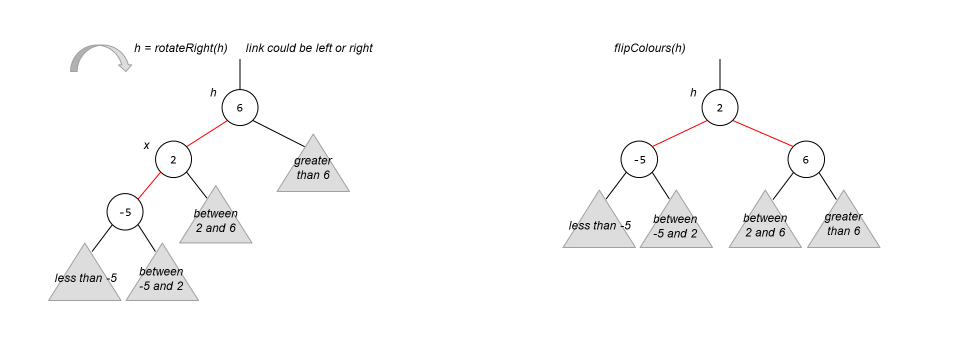 h = rotateRight(h)
link could be left or right
h
6
x
2
greater
than 6
-5
between
2 and 6
less than -5
between
-5 and 2
flipColours(h)
h
2
-5
6
less than -5
between
-5 and 2
between
2 and 6
greater
than 6